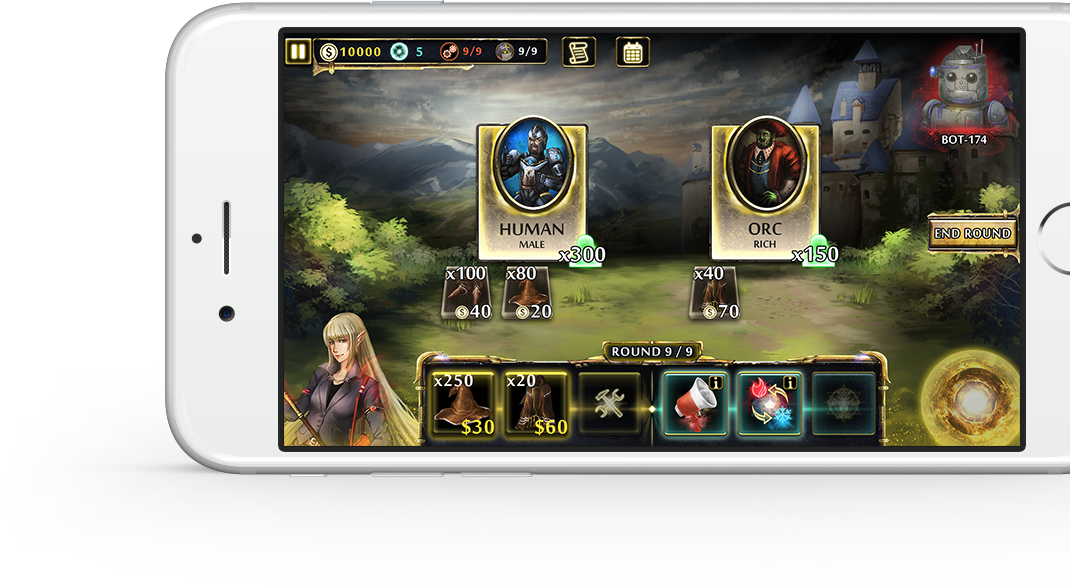 $ 10000 5 9/9 9/9
BOT-174
HUMAN
MALE
x300
ORC
RICH
x150
END ROUND
x100 x80 x40
$ 40 $ 20 $ 70
ROUND 9 / 9
x250 x20 i i
$30 $60